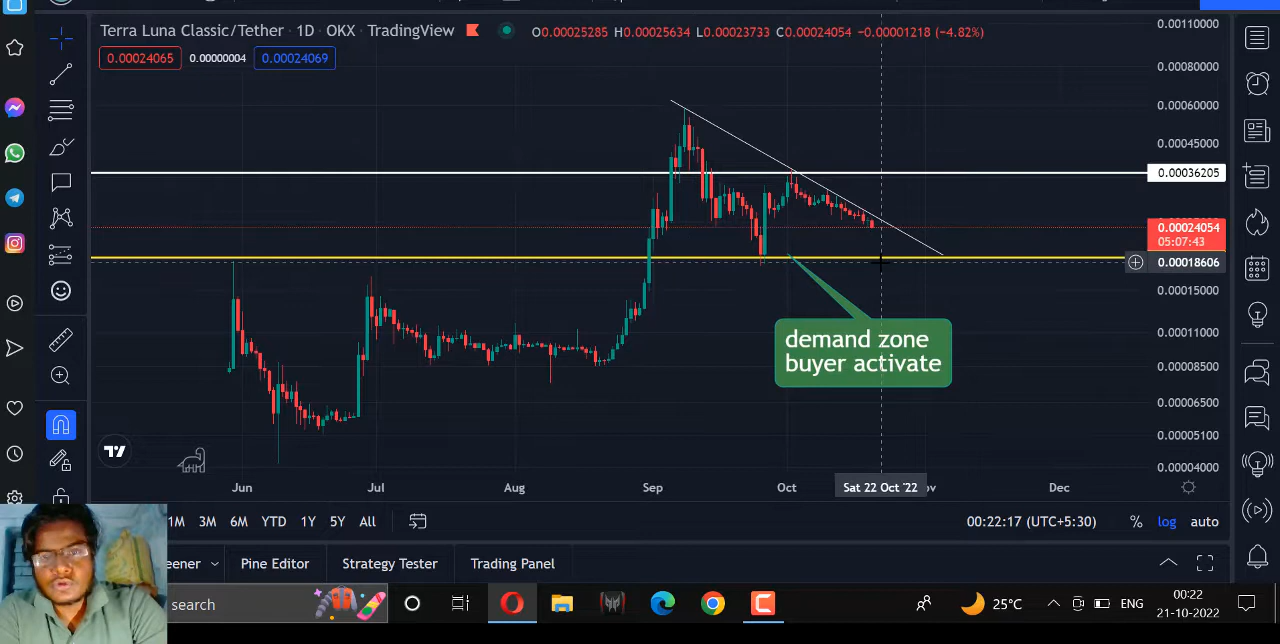 Terra Luna Classic/Tether · 1D · OKX · TradingView
O0.00025285 H0.00025634 L0.00023733 C0.00024054 −0.00001218 (−4.82%)
0.00024065 0.00000004 0.00024069
0.00110000
0.00080000
0.00060000
0.00045000
0.00036205
0.00024054
05:07:43
0.00018606
0.00015000
0.00011000
0.00008500
0.00006500
0.00005100
0.00004000
demand zone
buyer activate
Jun Jul Aug Sep Oct Sat 22 Oct '22 Dec
1M 3M 6M YTD 1Y 5Y All
00:22:17 (UTC+5:30) % log auto
Pine Editor Strategy Tester Trading Panel
search
25°C ENG
00:22
21-10-2022